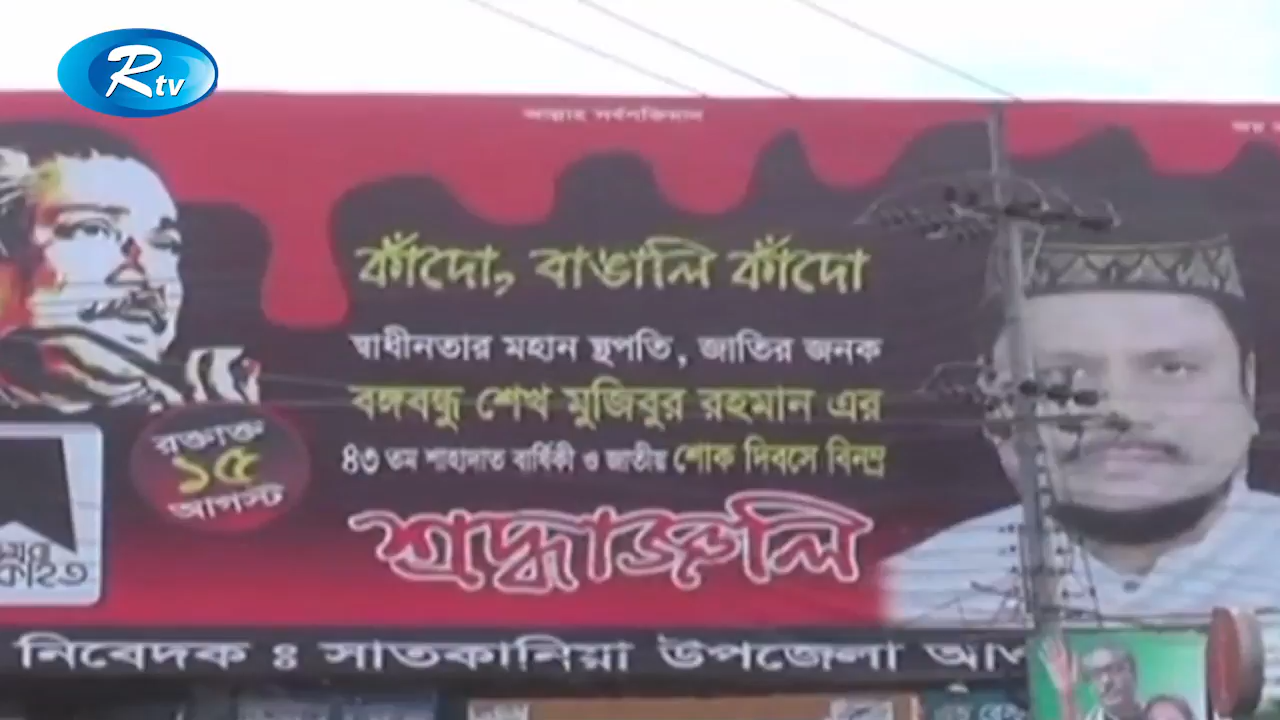 Rtv
আল্লাহ সর্বশক্তিমান
জয়
কাঁদো, বাঙালি কাঁদো
স্বাধীনতার মহান স্থপতি, জাতির জনক
বঙ্গবন্ধু শেখ মুজিবুর রহমান এর
৪৩ তম শাহাদাত বার্ষিকী ও জাতীয় শোক দিবসে বিনম্র
শ্রদ্ধাঞ্জলি
রক্তাক্ত
১৫
আগস্ট
নিবেদক ঃ সাতকানিয়া উপজেলা